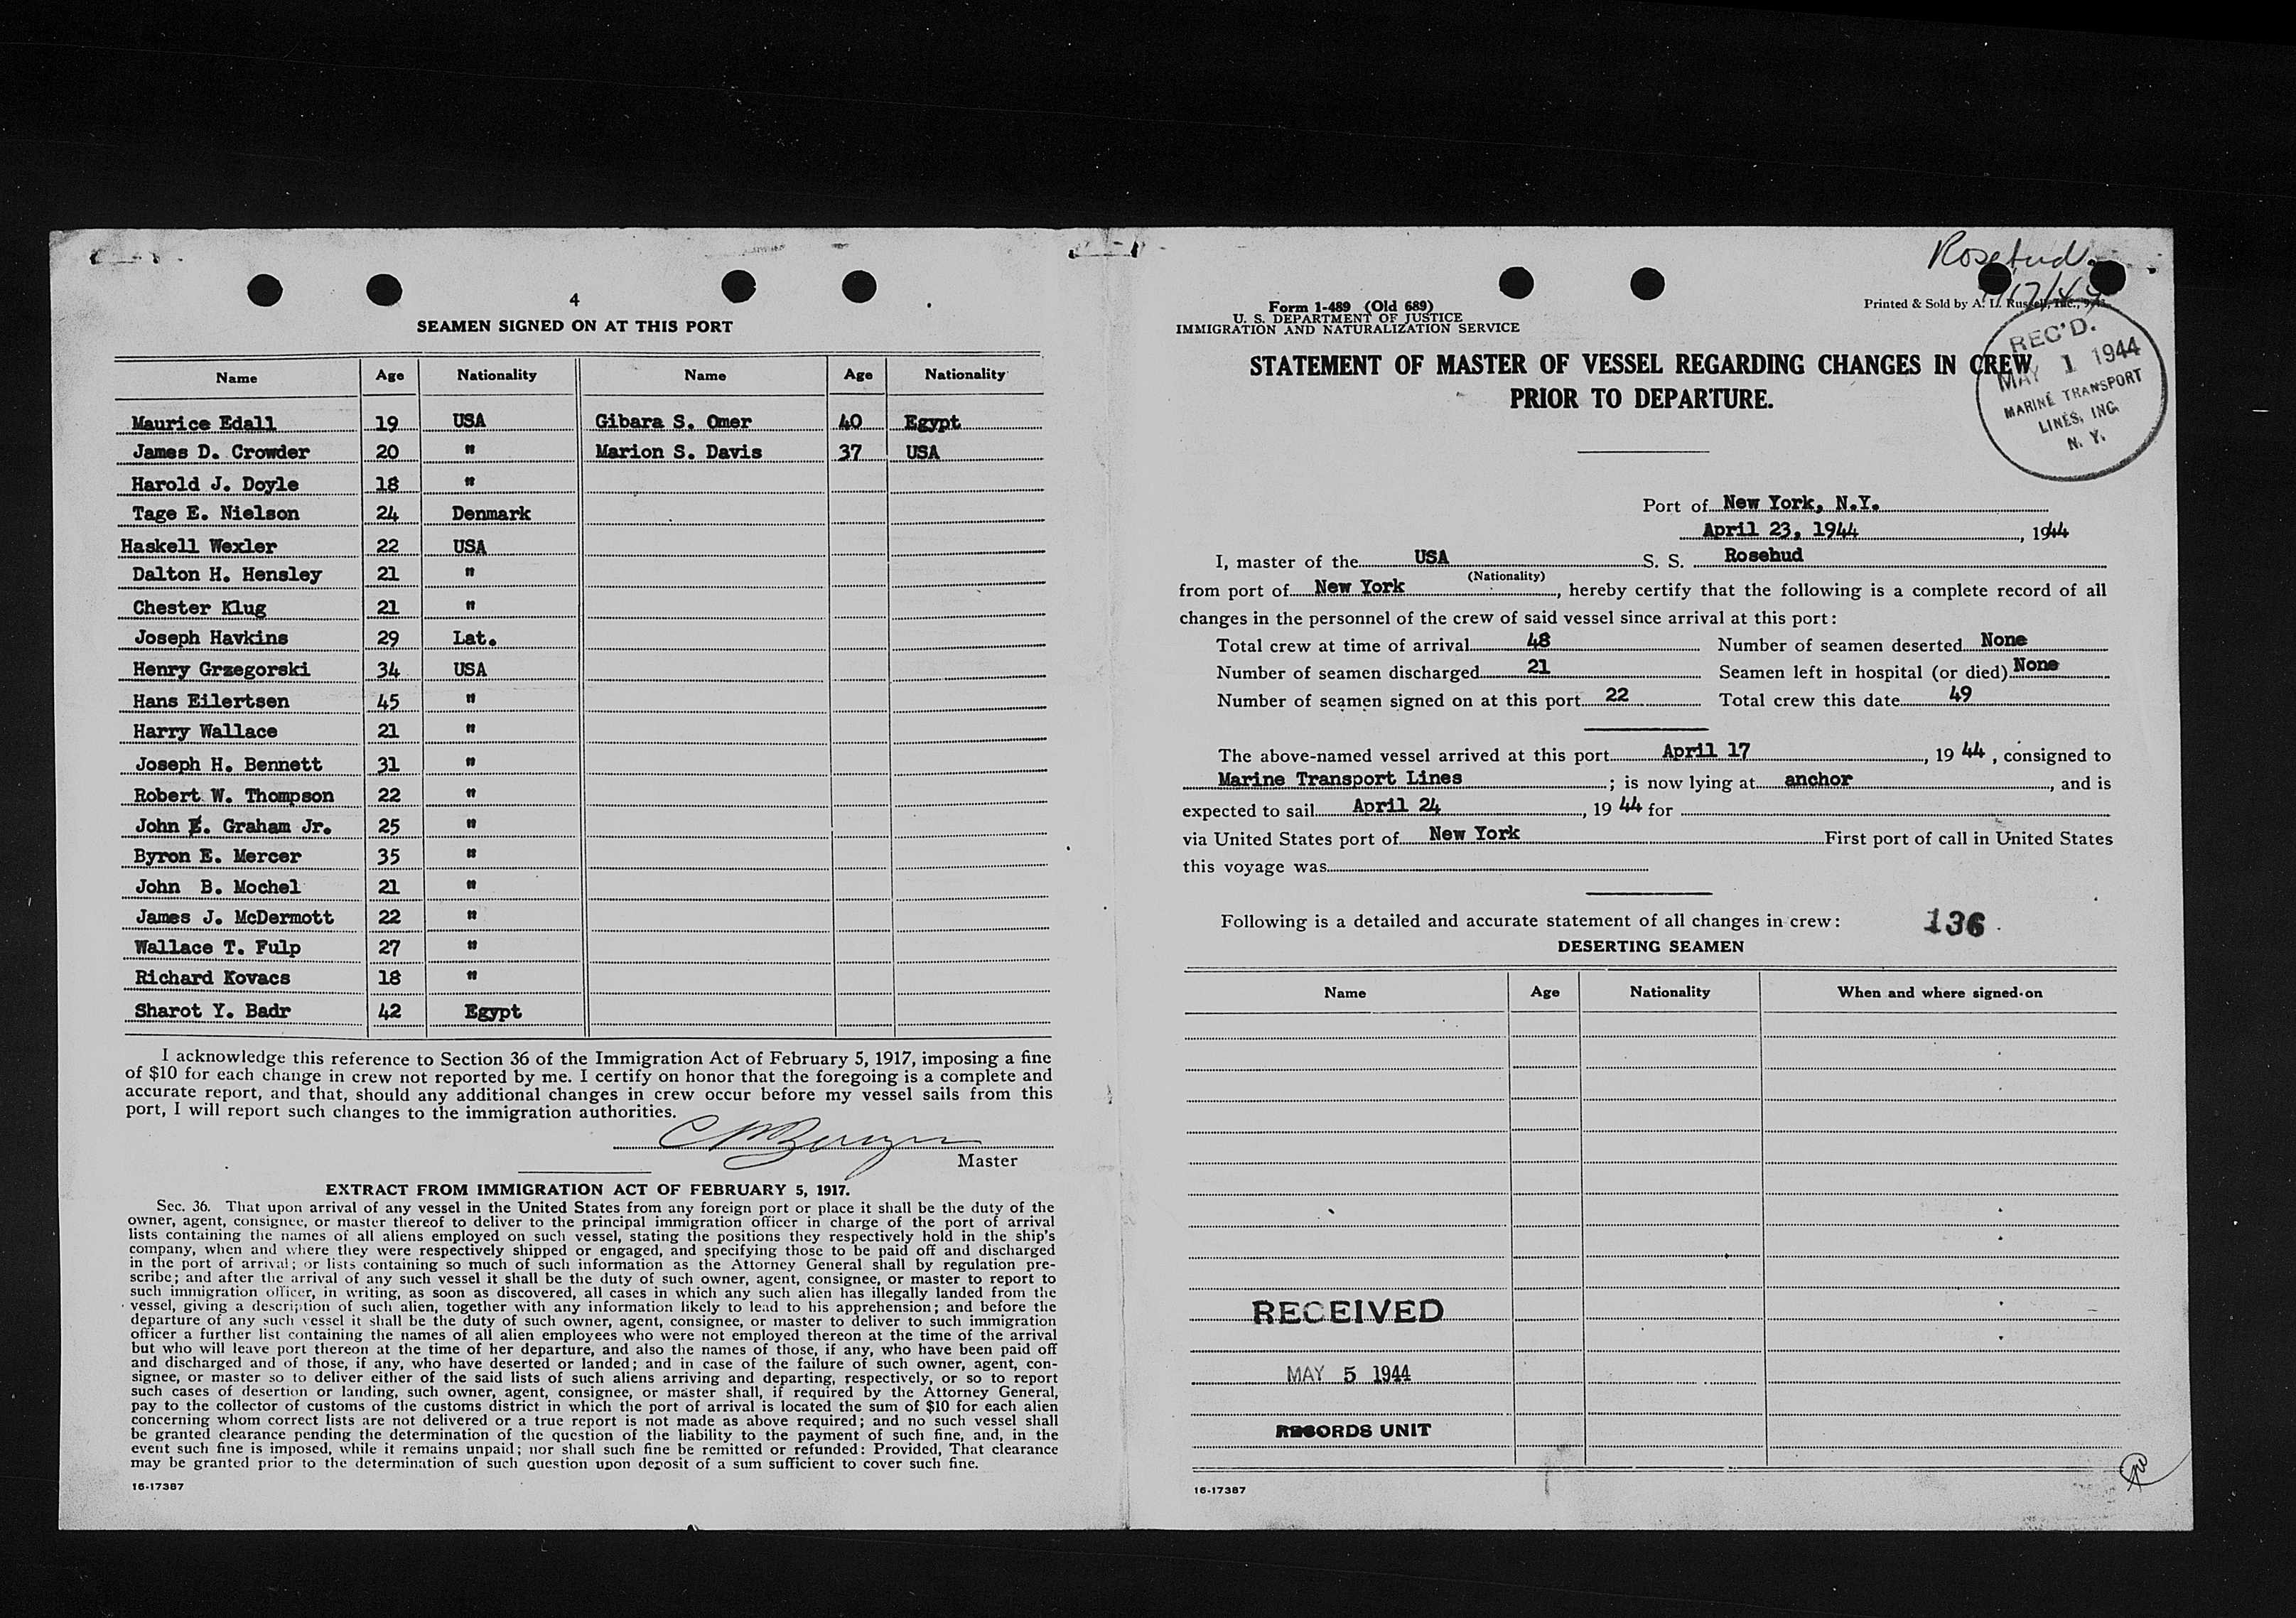 4
SEAMEN SIGNED ON AT THIS PORT
Name Age Nationality Name Age Nationality
Maurice Edall 19 USA Gibara S. Omer 40 Egypt
James D. Crowder 20 " Marion S. Davis 37 USA
Harold J. Doyle 18 "
Tage E. Nielson 24 Denmark
Haskell Wexler 22 USA
Dalton H. Hensley 21 "
Chester Klug 21 "
Joseph Havkins 29 Lat.
Henry Grzegorski 34 USA
Hans Eilertsen 45 "
Harry Wallace 21 "
Joseph H. Bennett 31 "
Robert W. Thompson 22 "
John E. Graham Jr. 25 "
Byron E. Mercer 35 "
John B. Mochel 21 "
James J. McDermott 22 "
Wallace T. Fulp 27 "
Richard Kovacs 18 "
Sharot Y. Badr 42 Egypt
I acknowledge this reference to Section 36 of the Immigration Act of February 5, 1917, imposing a fine
of $10 for each change in crew not reported by me. I certify on honor that the foregoing is a complete and
accurate report, and that, should any additional changes in crew occur before my vessel sails from this
port, I will report such changes to the immigration authorities.
Master
EXTRACT FROM IMMIGRATION ACT OF FEBRUARY 5, 1917.
Sec. 36. That upon arrival of any vessel in the United States from any foreign port or place it shall be the duty of the
owner, agent, consignee, or master thereof to deliver to the principal immigration officer in charge of the port of arrival
lists containing the names of all aliens employed on such vessel, stating the positions they respectively hold in the ship's
company, when and where they were respectively shipped or engaged, and specifying those to be paid off and discharged
in the port of arrival; or lists containing so much of such information as the Attorney General shall by regulation pre-
scribe; and after the arrival of any such vessel it shall be the duty of such owner, agent, consignee, or master to report to
such immigration officer, in writing, as soon as discovered, all cases in which any such alien has illegally landed from the
vessel, giving a description of such alien, together with any information likely to lead to his apprehension; and before the
departure of any such vessel it shall be the duty of such owner, agent, consignee, or master to deliver to such immigration
officer a further list containing the names of all alien employees who were not employed thereon at the time of the arrival
but who will leave port thereon at the time of her departure, and also the names of those, if any, who have been paid off
and discharged and of those, if any, who have deserted or landed; and in case of the failure of such owner, agent, con-
signee, or master so to deliver either of the said lists of such aliens arriving and departing, respectively, or so to report
such cases of desertion or landing, such owner, agent, consignee, or master shall, if required by the Attorney General,
pay to the collector of customs of the customs district in which the port of arrival is located the sum of $10 for each alien
concerning whom correct lists are not delivered or a true report is not made as above required; and no such vessel shall
be granted clearance pending the determination of the question of the liability to the payment of such fine, and, in the
event such fine is imposed, while it remains unpaid; nor shall such fine be remitted or refunded: Provided, That clearance
may be granted prior to the determination of such question upon deposit of a sum sufficient to cover such fine.
16-17387
Rosebud
Form 1-489 (Old 689)
U. S. DEPARTMENT OF JUSTICE
IMMIGRATION AND NATURALIZATION SERVICE
Printed & Sold by A. L. Russell, Inc.,
STATEMENT OF MASTER OF VESSEL REGARDING CHANGES IN CREW
PRIOR TO DEPARTURE.
REC'D.
MAY 1 1944
MARINE TRANSPORT
LINES, INC.
N. Y.
Port of New York, N.Y.
April 23, 1944, 1944
I, master of the USA S. S. Rosebud
(Nationality)
from port of New York, hereby certify that the following is a complete record of all
changes in the personnel of the crew of said vessel since arrival at this port:
Total crew at time of arrival 48 Number of seamen deserted None
Number of seamen discharged 21 Seamen left in hospital (or died) None
Number of seamen signed on at this port 22 Total crew this date 49
The above-named vessel arrived at this port April 17, 19 44, consigned to
Marine Transport Lines; is now lying at anchor, and is
expected to sail April 24, 19 44 for
via United States port of New York First port of call in United States
this voyage was
Following is a detailed and accurate statement of all changes in crew: 136
DESERTING SEAMEN
Name Age Nationality When and where signed on
RECEIVED
MAY 5 1944
RECORDS UNIT
16-17387